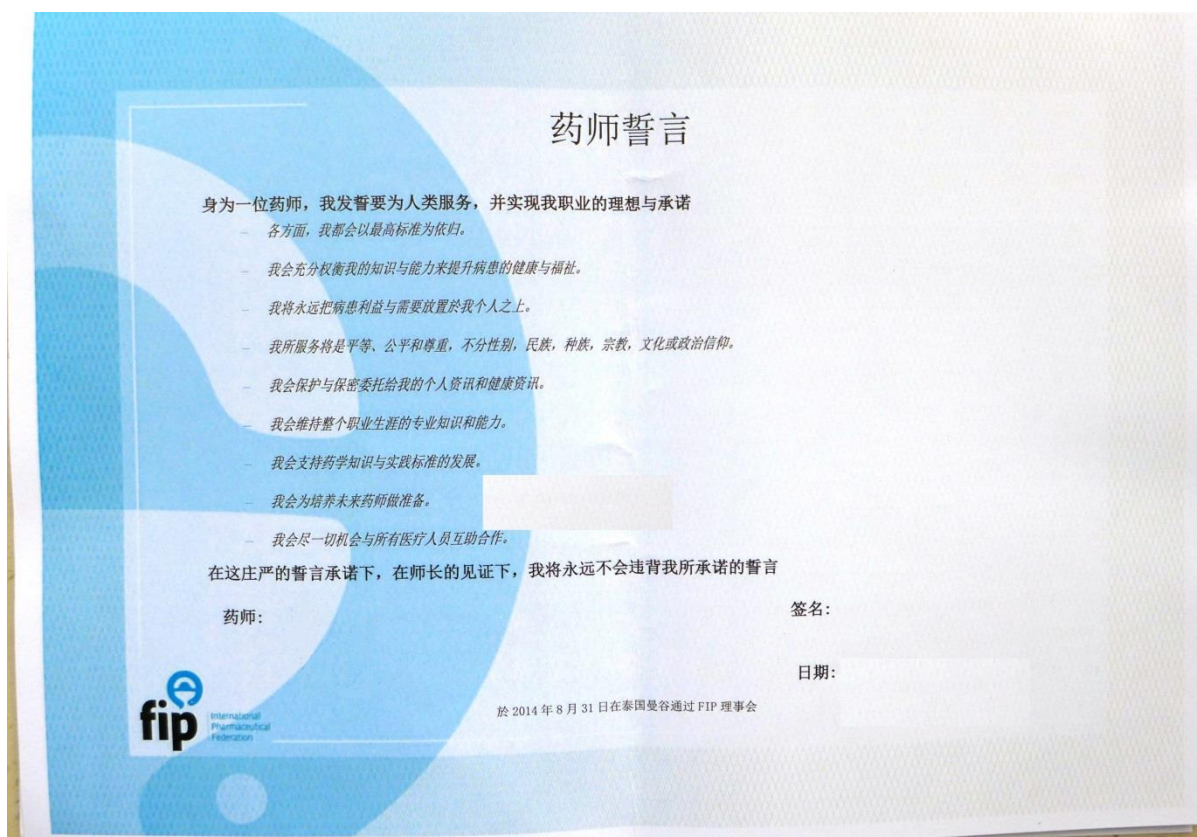 药师誓言
身为一位药师，我发誓要为人类服务，并实现我职业的理想与承诺
– 各方面，我都会以最高标准为依归。
– 我会充分权衡我的知识与能力来提升病患的健康与福祉。
– 我将永远把病患利益与需要放置於我个人之上。
– 我所服务将是平等、公平和尊重，不分性别，民族，种族，宗教，文化或政治信仰。
– 我会保护与保密委托给我的个人资讯和健康资讯。
– 我会维持整个职业生涯的专业知识和能力。
– 我会支持药学知识与实践标准的发展。
– 我会为培养未来药师做准备。
– 我会尽一切机会与所有医疗人员互助合作。
在这庄严的誓言承诺下，在师长的见证下，我将永远不会违背我所承诺的誓言
药师：
签名：
日期：
fip
International
Pharmaceutical
Federation
於 2014 年 8 月 31 日在泰国曼谷通过 FIP 理事会